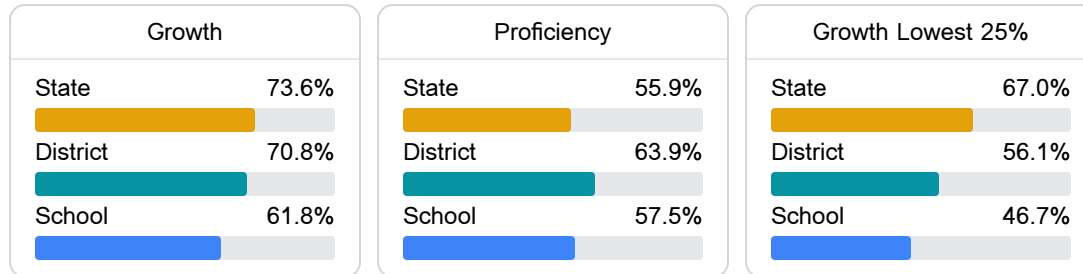 Growth
State 73.6%
District 70.8%
School 61.8%
Proficiency
State 55.9%
District 63.9%
School 57.5%
Growth Lowest 25%
State 67.0%
District 56.1%
School 46.7%